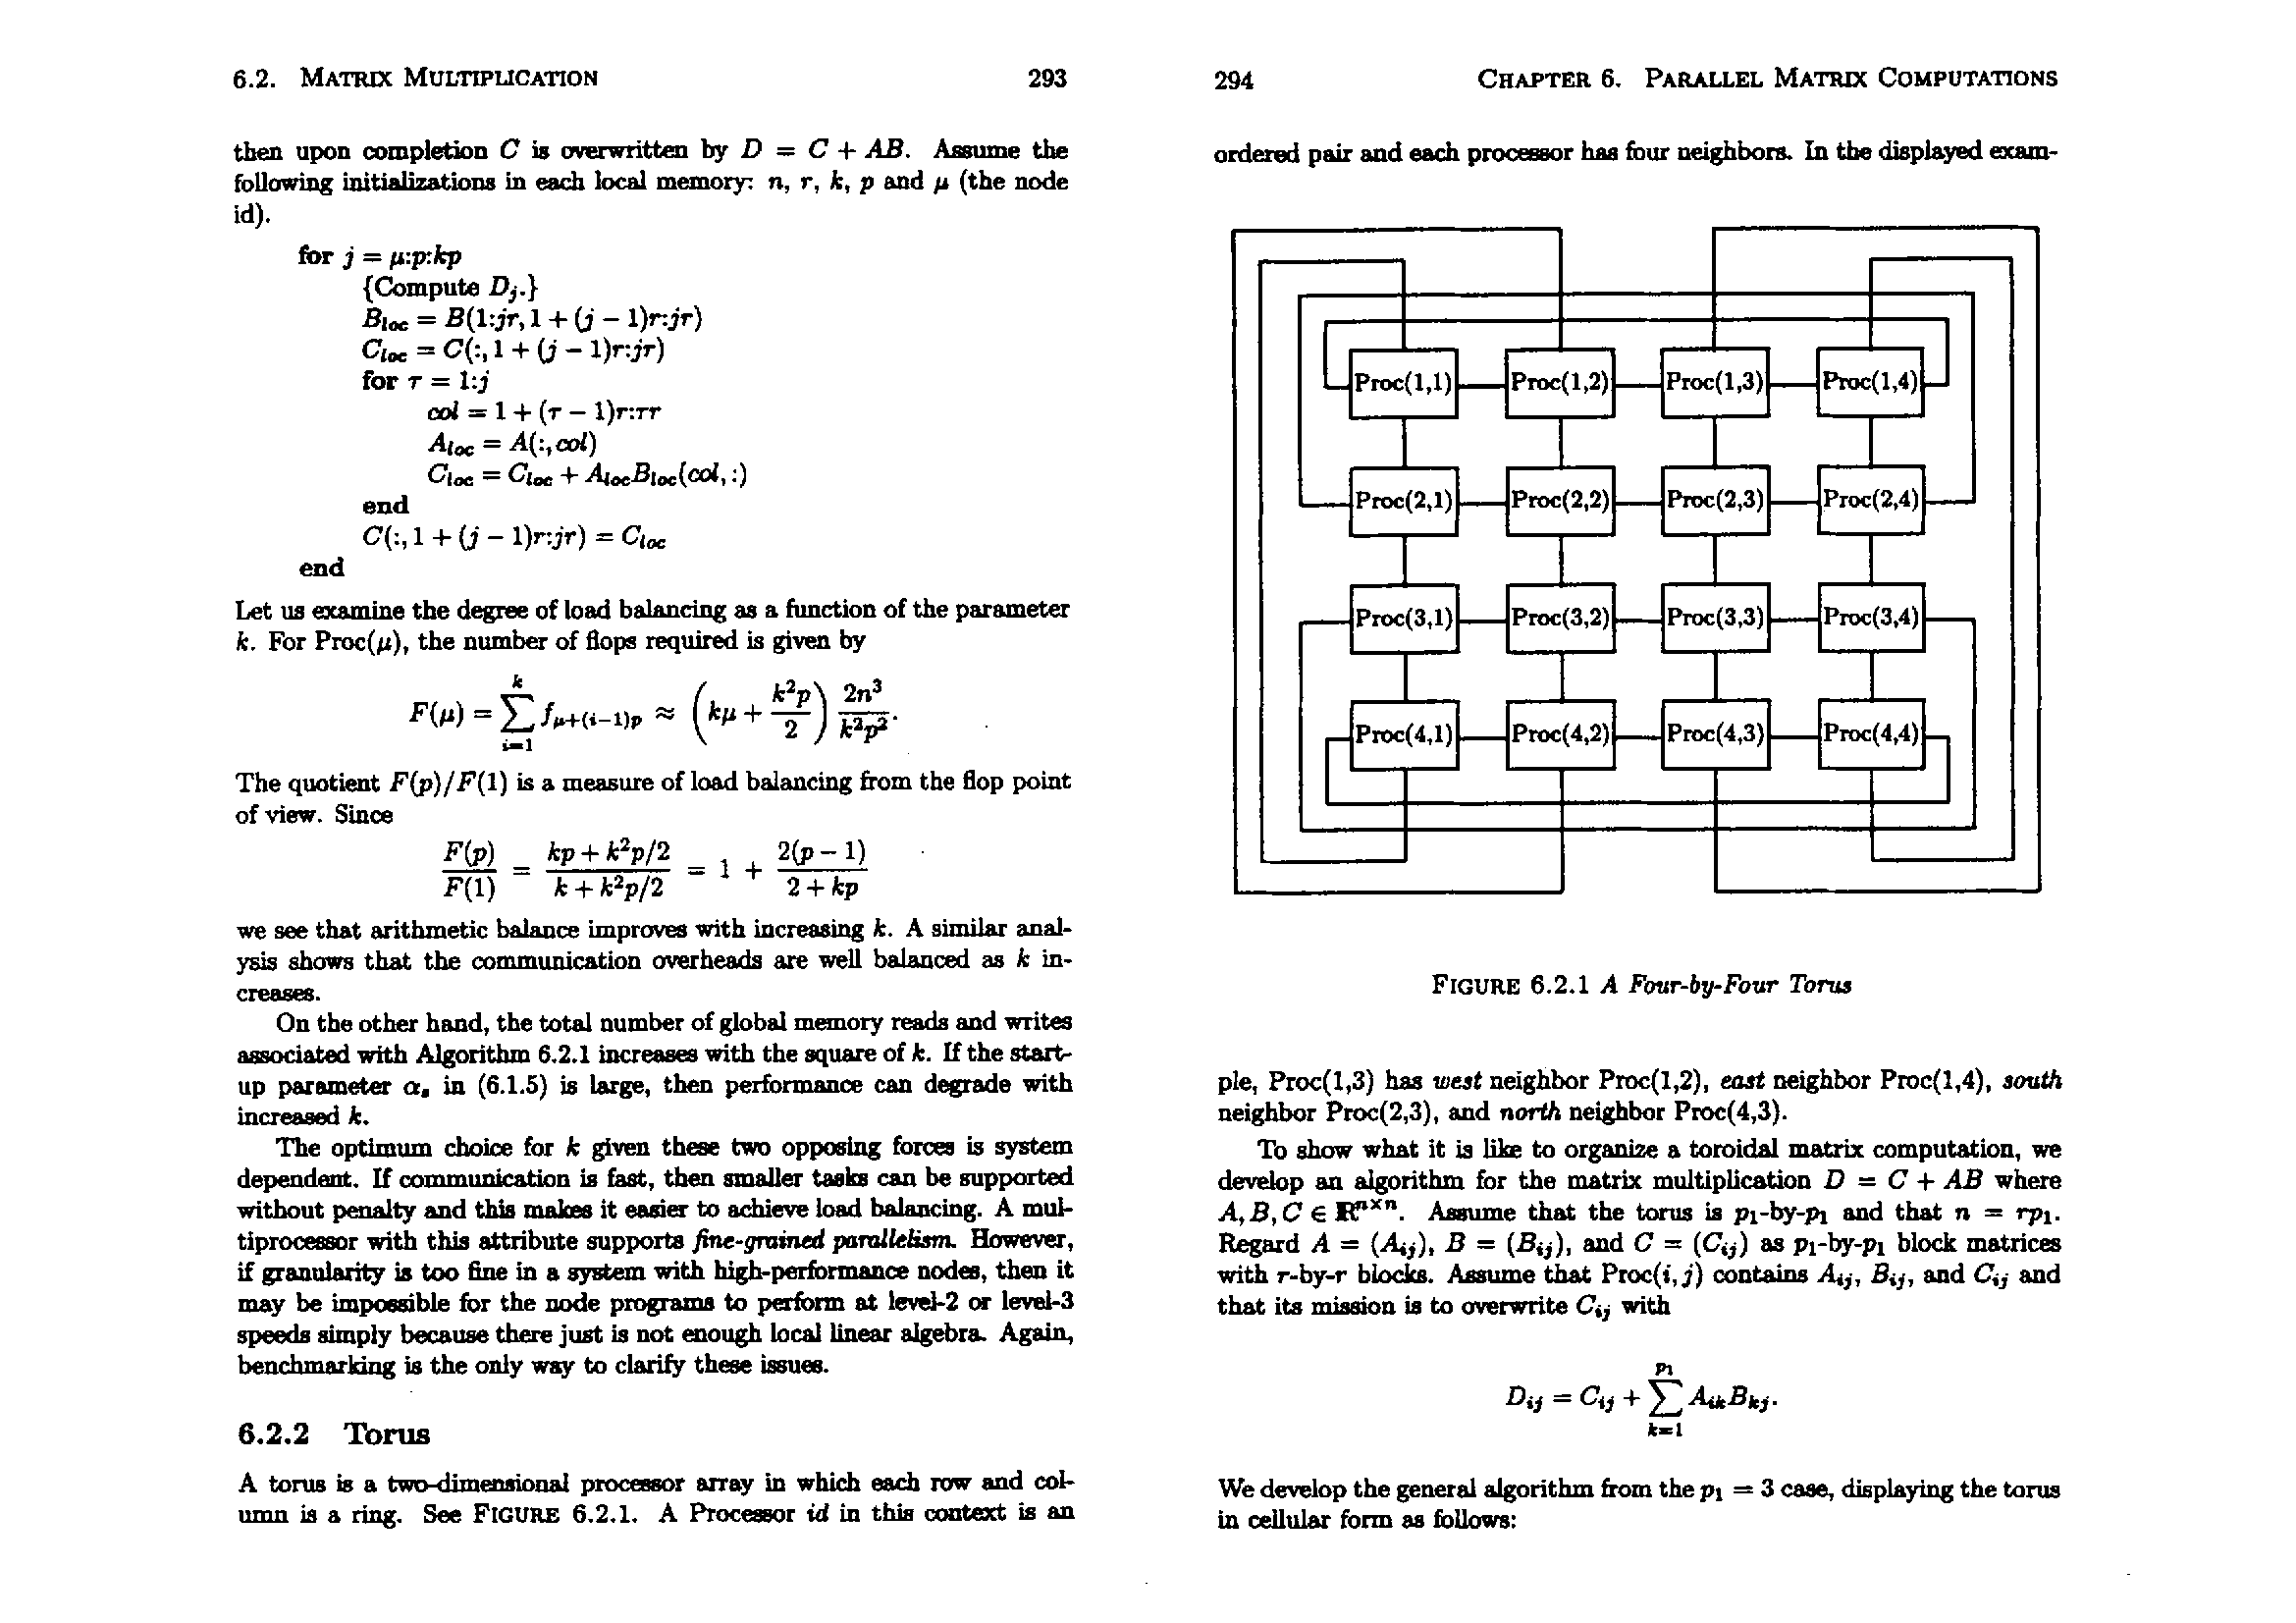 6.2. MATRIX MULTIPLICATION 293
then upon completion C is overwritten by D = C + AB. Assume the
following initializations in each local memory: n, r, k, p and μ (the node
id).
for j = μ:p:kp
{Compute D_j.}
B_loc = B(1:jr, 1 + (j − 1)r:jr)
C_loc = C(:, 1 + (j − 1)r:jr)
for τ = 1:j
col = 1 + (τ − 1)r:τr
A_loc = A(:, col)
C_loc = C_loc + A_loc B_loc(col, :)
end
C(:, 1 + (j − 1)r:jr) = C_loc
end
Let us examine the degree of load balancing as a function of the parameter
k. For Proc(μ), the number of flops required is given by
F(μ) = ∑_{i=1}^{k} f_{μ+(i−1)p} ≈ (kμ + k²p/2) 2n³/k²p².
The quotient F(p)/F(1) is a measure of load balancing from the flop point
of view. Since
F(p)/F(1) = (kp + k²p/2)/(k + k²p/2) = 1 + 2(p − 1)/(2 + kp)
we see that arithmetic balance improves with increasing k. A similar anal-
ysis shows that the communication overheads are well balanced as k in-
creases.
On the other hand, the total number of global memory reads and writes
associated with Algorithm 6.2.1 increases with the square of k. If the start-
up parameter α_s in (6.1.5) is large, then performance can degrade with
increased k.
The optimum choice for k given these two opposing forces is system
dependent. If communication is fast, then smaller tasks can be supported
without penalty and this makes it easier to achieve load balancing. A mul-
tiprocessor with this attribute supports fine-grained parallelism. However,
if granularity is too fine in a system with high-performance nodes, then it
may be impossible for the node programs to perform at level-2 or level-3
speeds simply because there just is not enough local linear algebra. Again,
benchmarking is the only way to clarify these issues.
6.2.2 Torus
A torus is a two-dimensional processor array in which each row and col-
umn is a ring. See FIGURE 6.2.1. A Processor id in this context is an
294 CHAPTER 6. PARALLEL MATRIX COMPUTATIONS
ordered pair and each processor has four neighbors. In the displayed exam-
Proc(1,1) Proc(1,2) Proc(1,3) Proc(1,4)
Proc(2,1) Proc(2,2) Proc(2,3) Proc(2,4)
Proc(3,1) Proc(3,2) Proc(3,3) Proc(3,4)
Proc(4,1) Proc(4,2) Proc(4,3) Proc(4,4)
FIGURE 6.2.1 A Four-by-Four Torus
ple, Proc(1,3) has west neighbor Proc(1,2), east neighbor Proc(1,4), south
neighbor Proc(2,3), and north neighbor Proc(4,3).
To show what it is like to organize a toroidal matrix computation, we
develop an algorithm for the matrix multiplication D = C + AB where
A, B, C ∈ ℝ^{n×n}. Assume that the torus is p₁-by-p₁ and that n = rp₁.
Regard A = (A_ij), B = (B_ij), and C = (C_ij) as p₁-by-p₁ block matrices
with r-by-r blocks. Assume that Proc(i, j) contains A_ij, B_ij, and C_ij and
that its mission is to overwrite C_ij with
D_ij = C_ij + ∑_{k=1}^{p₁} A_ik B_kj.
We develop the general algorithm from the p₁ = 3 case, displaying the torus
in cellular form as follows: